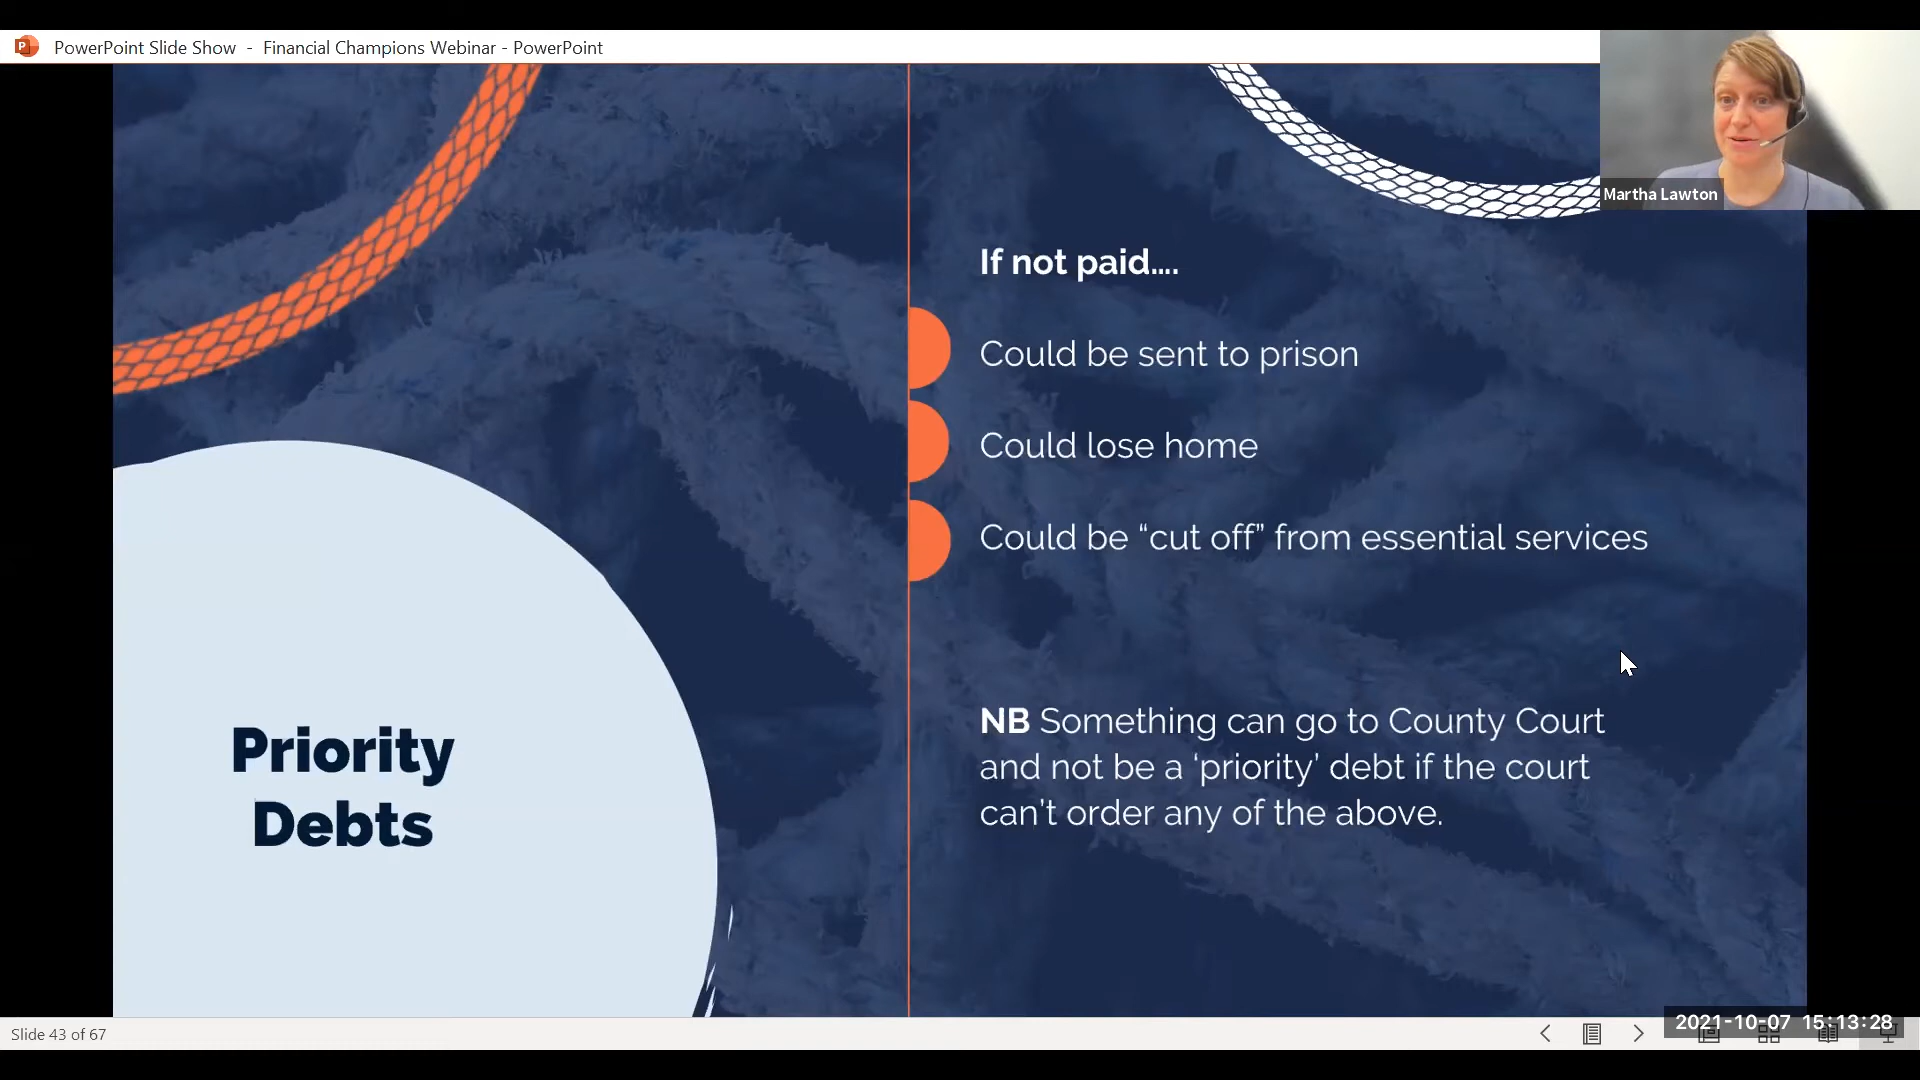 PowerPoint Slide Show - Financial Champions Webinar - PowerPoint
Martha Lawton
If not paid....
Could be sent to prison
Could lose home
Could be “cut off” from essential services
Priority
Debts
NB Something can go to County Court
and not be a ‘priority’ debt if the court
can’t order any of the above.
Slide 43 of 67
2021-10-07 15:13:28